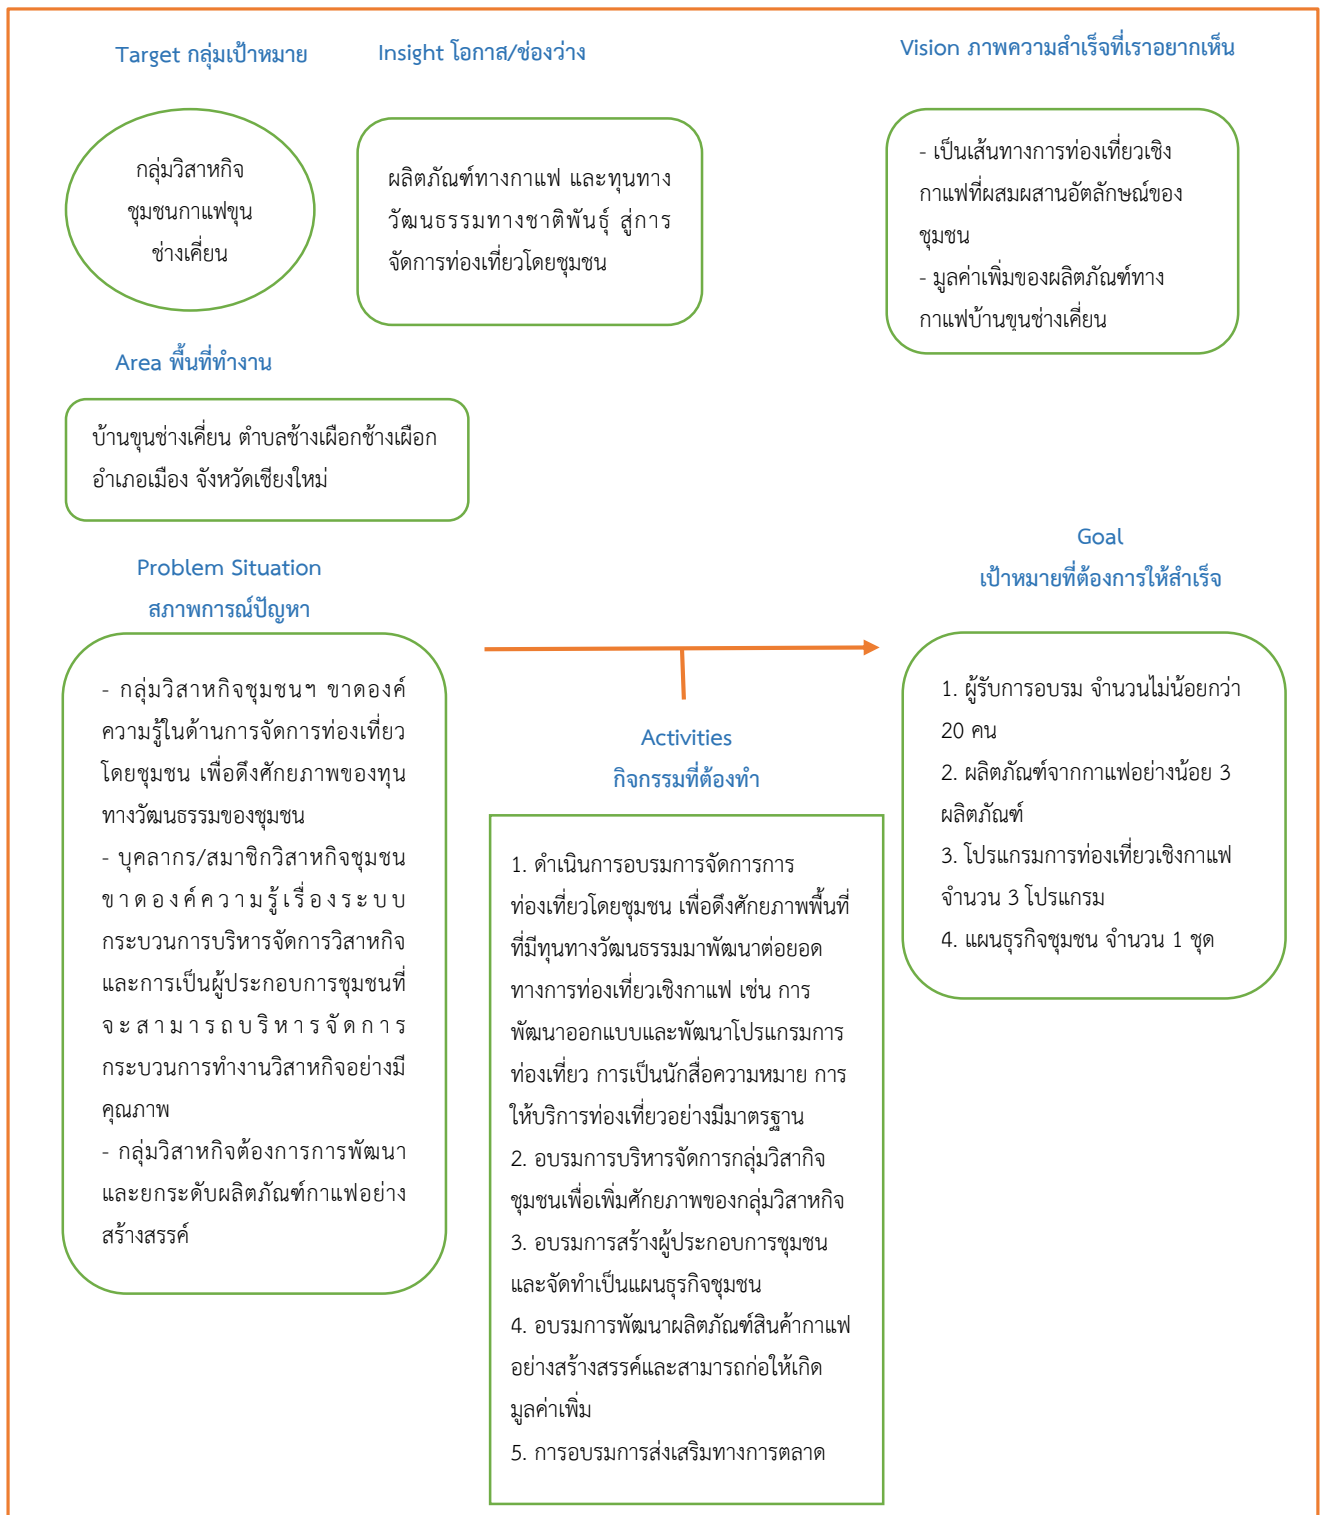 Target กลุ่มเป้าหมาย
Insight โอกาส/ช่องว่าง
Vision ภาพความสำเร็จที่เราอยากเห็น
กลุ่มวิสาหกิจ
ชุมชนกาแฟขุน
ช่างเคี่ยน
ผลิตภัณฑ์ทางกาแฟ และทุนทาง
วัฒนธรรมทางชาติพันธุ์ สู่การ
จัดการท่องเที่ยวโดยชุมชน
- เป็นเส้นทางการท่องเที่ยวเชิง
กาแฟที่ผสมผสานอัตลักษณ์ของ
ชุมชน
- มูลค่าเพิ่มของผลิตภัณฑ์ทาง
กาแฟบ้านขุนช่างเคี่ยน
Area พื้นที่ทำงาน
บ้านขุนช่างเคี่ยน ตำบลช้างเผือกช้างเผือก
อำเภอเมือง จังหวัดเชียงใหม่
Problem Situation
สภาพการณ์ปัญหา
- กลุ่มวิสาหกิจชุมชนฯ ขาดองค์
ความรู้ในด้านการจัดการท่องเที่ยว
โดยชุมชน เพื่อดึงศักยภาพของทุน
ทางวัฒนธรรมของชุมชน
- บุคลากร/สมาชิกวิสาหกิจชุมชน
ขาดองค์ความรู้เรื่องระบบ
กระบวนการบริหารจัดการวิสาหกิจ
และการเป็นผู้ประกอบการชุมชนที่
จะสามารถบริหารจัดการ
กระบวนการทำงานวิสาหกิจอย่างมี
คุณภาพ
- กลุ่มวิสาหกิจต้องการการพัฒนา
และยกระดับผลิตภัณฑ์กาแฟอย่าง
สร้างสรรค์
Activities
กิจกรรมที่ต้องทำ
1. ดำเนินการอบรมการจัดการการ
ท่องเที่ยวโดยชุมชน เพื่อดึงศักยภาพพื้นที่
ที่มีทุนทางวัฒนธรรมมาพัฒนาต่อยอด
ทางการท่องเที่ยวเชิงกาแฟ เช่น การ
พัฒนาออกแบบและพัฒนาโปรแกรมการ
ท่องเที่ยว การเป็นนักสื่อความหมาย การ
ให้บริการท่องเที่ยวอย่างมีมาตรฐาน
2. อบรมการบริหารจัดการกลุ่มวิสากิจ
ชุมชนเพื่อเพิ่มศักยภาพของกลุ่มวิสาหกิจ
3. อบรมการสร้างผู้ประกอบการชุมชน
และจัดทำเป็นแผนธุรกิจชุมชน
4. อบรมการพัฒนาผลิตภัณฑ์สินค้ากาแฟ
อย่างสร้างสรรค์และสามารถก่อให้เกิด
มูลค่าเพิ่ม
5. การอบรมการส่งเสริมทางการตลาด
Goal
เป้าหมายที่ต้องการให้สำเร็จ
1. ผู้รับการอบรม จำนวนไม่น้อยกว่า
20 คน
2. ผลิตภัณฑ์จากกาแฟอย่างน้อย 3
ผลิตภัณฑ์
3. โปรแกรมการท่องเที่ยวเชิงกาแฟ
จำนวน 3 โปรแกรม
4. แผนธุรกิจชุมชน จำนวน 1 ชุด